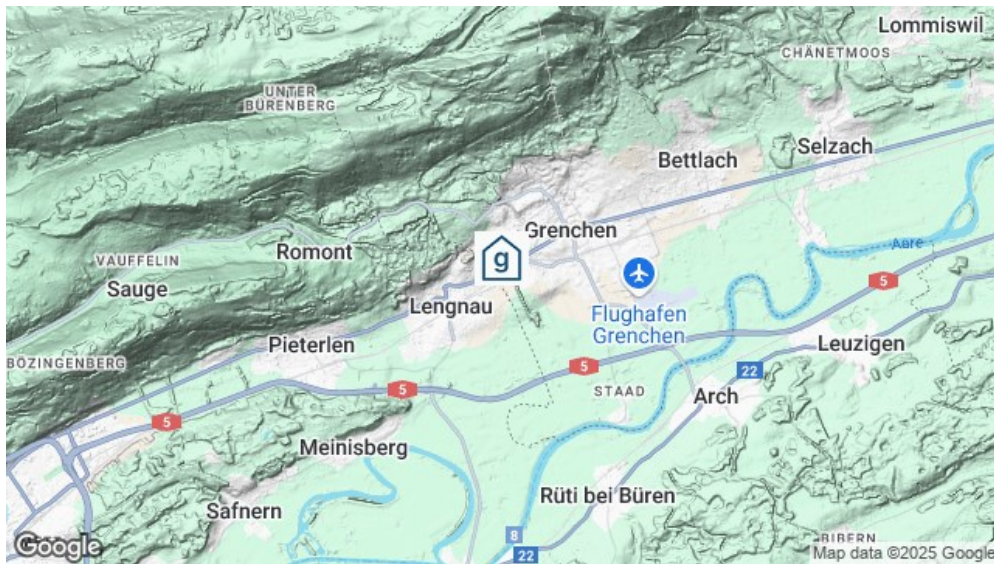 Lommiswil
CHÄNETMOOS
UNTER
BÜRENBERG
Selzach
Bettlach
Grenchen
Romont
Aare
VAUFFELIN
g
5
Sauge
Lengnau
Flughafen
Grenchen
Pieterlen
Leuzigen
BÖZINGENBERG
5
22
5
STAAD
Arch
5
Meinisberg
Rüti bei Büren
Safnern
8
BIBERN
22
Google
Map data ©2025 Google